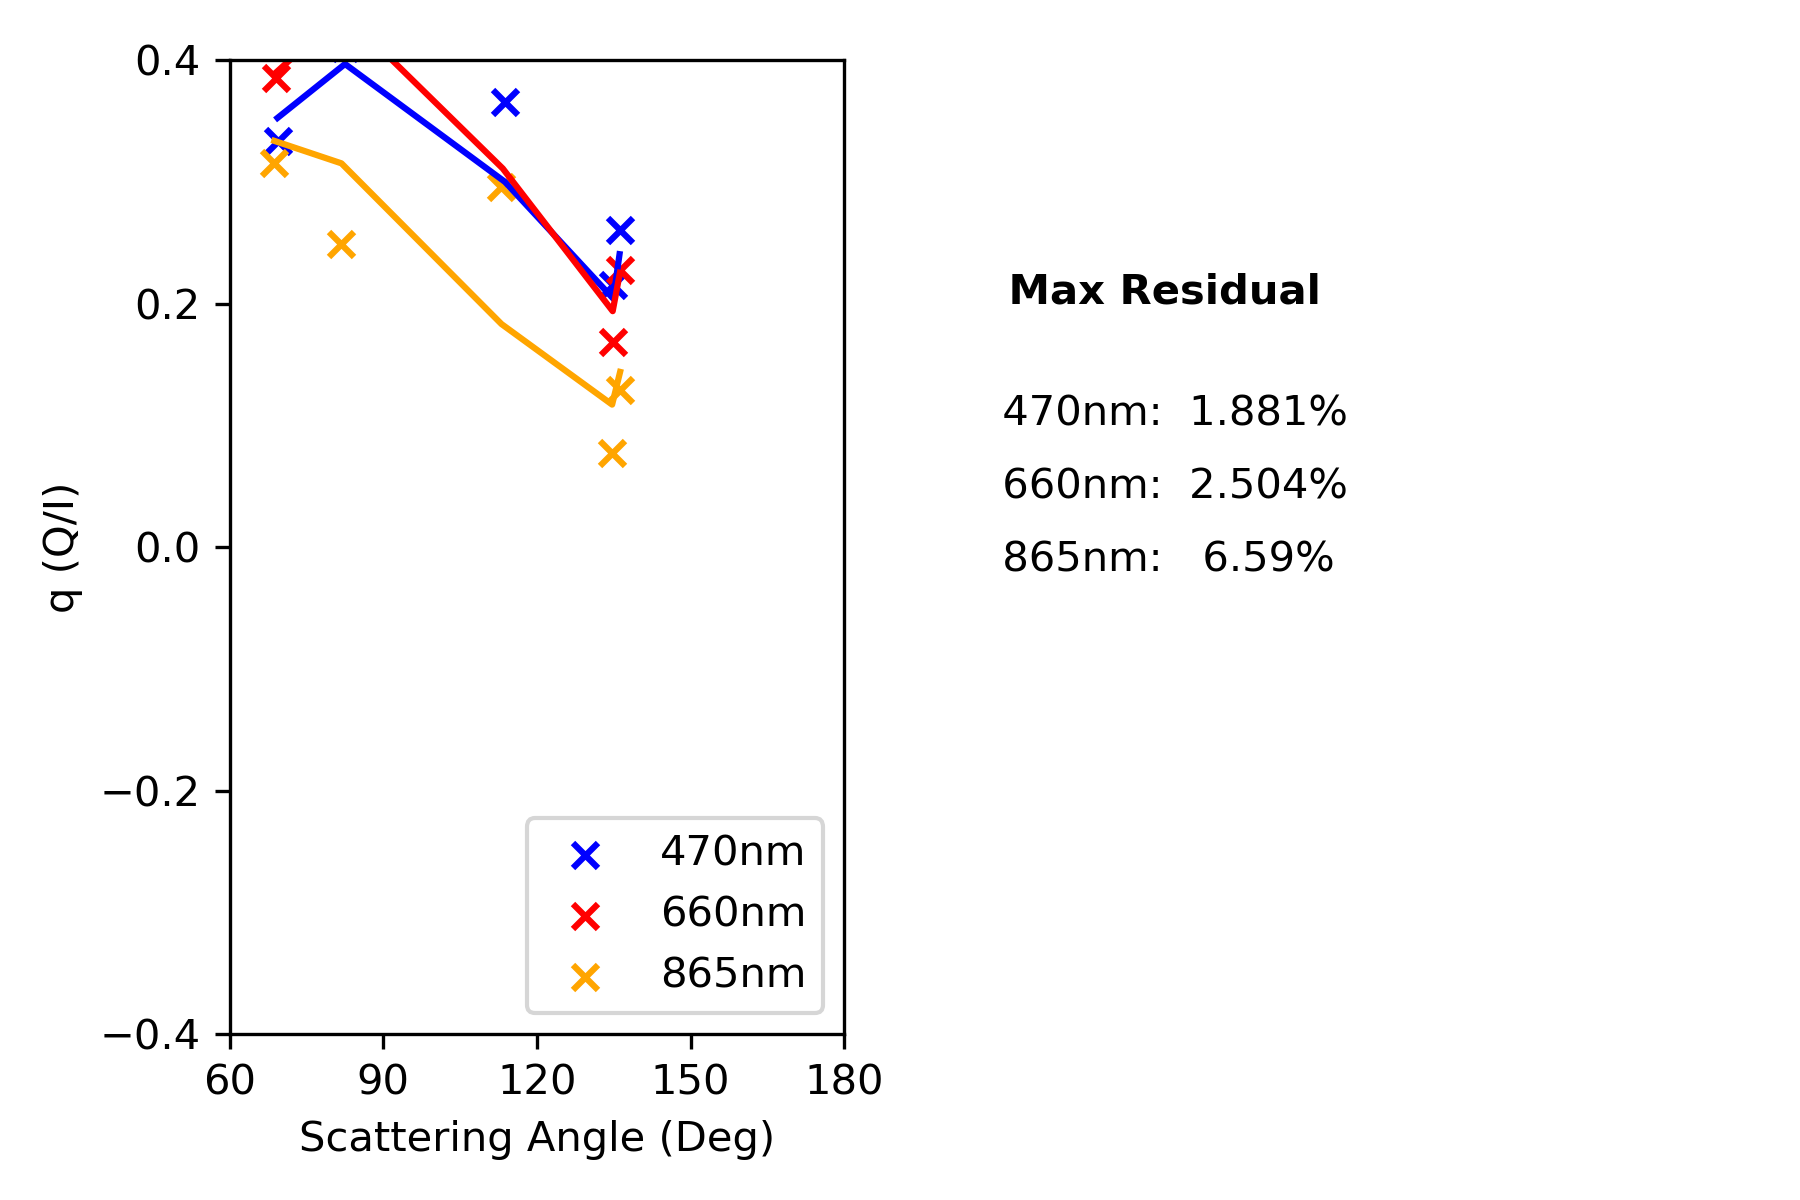 0.4
0.2
0.0
−0.2
−0.4
q (Q/I)
60 90 120 150 180
Scattering Angle (Deg)
470nm
660nm
865nm
Max Residual
470nm: 1.881%
660nm: 2.504%
865nm: 6.59%